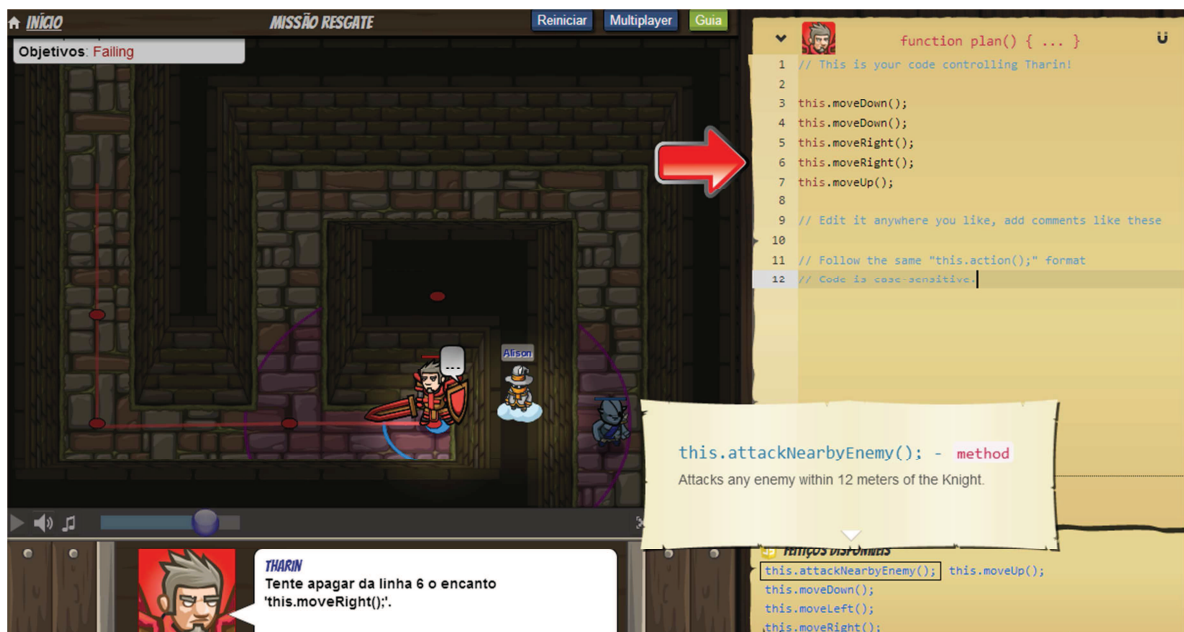 INÍCIO
MISSÃO RESGATE
Reiniciar
Multiplayer
Guia
Objetivos: Failing
Alison
THARIN
Tente apagar da linha 6 o encanto
'this.moveRight();'.
function plan() { ... }
1 // This is your code controlling Tharin!
2
3 this.moveDown();
4 this.moveDown();
5 this.moveRight();
6 this.moveRight();
7 this.moveUp();
8
9 // Edit it anywhere you like, add comments like these
10
11 // Follow the same "this.action();" format
12 // Code is case-sensitive.
this.attackNearbyEnemy(); - method
Attacks any enemy within 12 meters of the Knight.
FEITIÇOS DISPONÍVEIS
this.attackNearbyEnemy(); this.moveUp();
this.moveDown();
this.moveLeft();
this.moveRight();